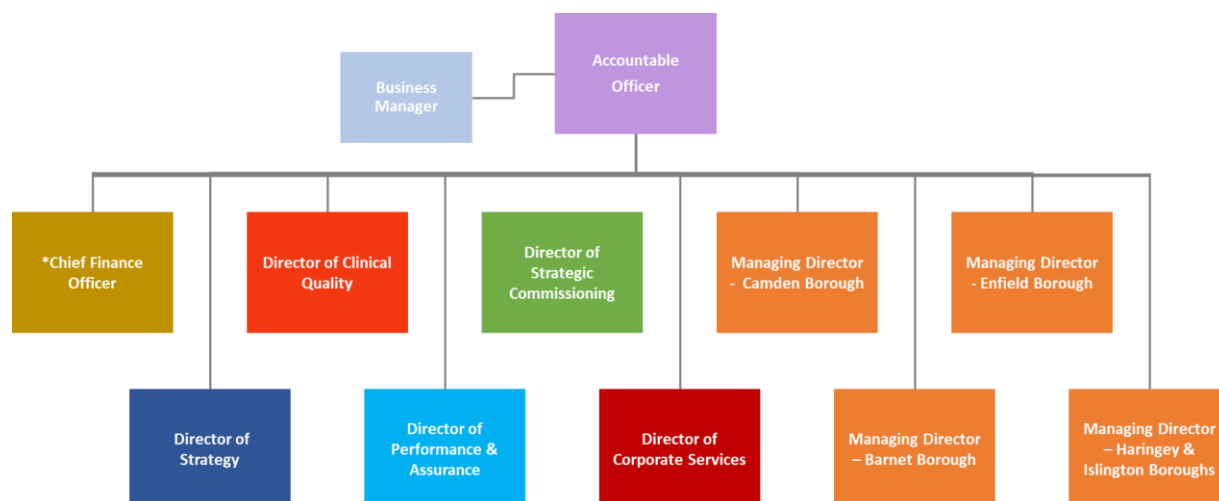 Accountable
Officer
Business
Manager
*Chief Finance
Officer
Director of Clinical
Quality
Director of
Strategic
Commissioning
Managing Director
- Camden Borough
Managing Director
- Enfield Borough
Director of
Strategy
Director of
Performance &
Assurance
Director of
Corporate Services
Managing Director
– Barnet Borough
Managing Director
– Haringey &
Islington Boroughs